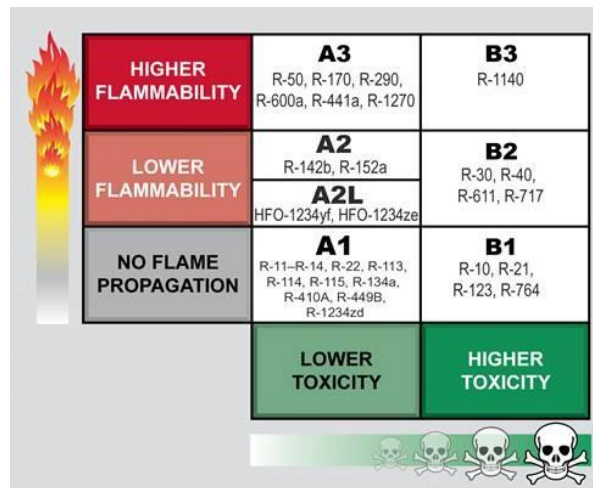 HIGHER
FLAMMABILITY
A3
R-50, R-170, R-290,
R-600a, R-441a, R-1270
B3
R-1140
LOWER
FLAMMABILITY
A2
R-142b, R-152a
A2L
HFO-1234yf, HFO-1234ze
B2
R-30, R-40,
R-611, R-717
NO FLAME
PROPAGATION
A1
R-11–R-14, R-22, R-113,
R-114, R-115, R-134a,
R-410A, R-449B,
R-1234zd
B1
R-10, R-21,
R-123, R-764
LOWER
TOXICITY
HIGHER
TOXICITY